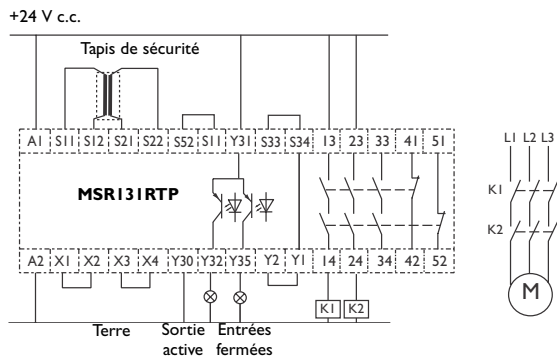 +24 V c.c.
Tapis de sécurité
A1 S11 S12 S21 S22 S52 S11 Y31 S33 S34 13 23 33 41 51
L1 L2 L3
MSR131RTP
K1
K2
A2 X1 X2 X3 X4 Y30 Y32 Y35 Y2 Y1 14 24 34 42 52
K1 K2
M
Terre
Sortie active
Entrées fermées